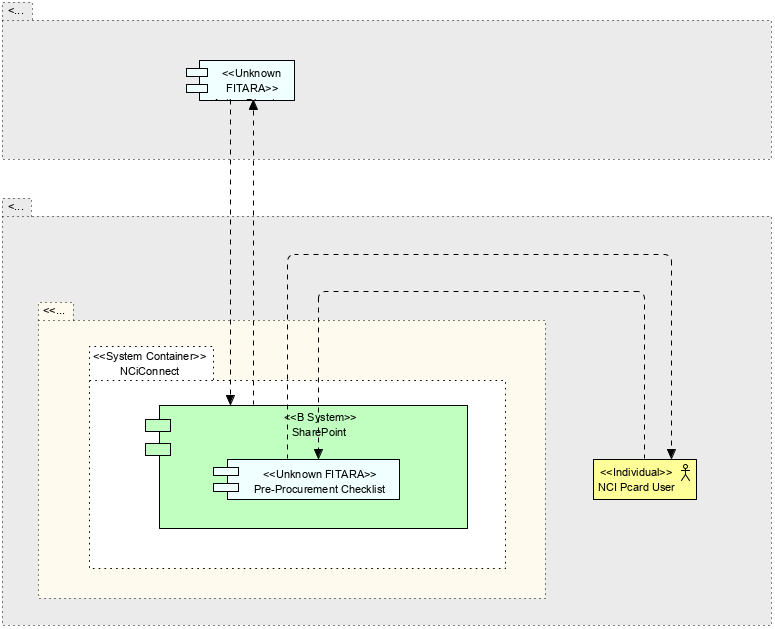 <...
<<Unknown
FITARA>>
<...
<<...
<<System Container>>
NCiConnect
<<B System>>
SharePoint
<<Unknown FITARA>>
Pre-Procurement Checklist
<<Individual>>
NCI Pcard User